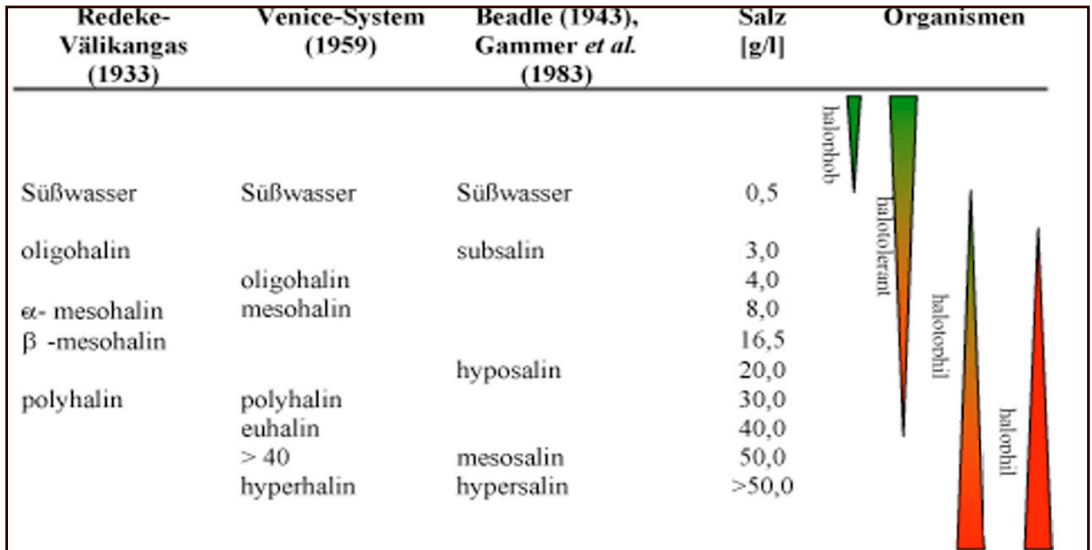 Redeke- Venice-System Beadle (1943), Salz Organismen
Välikangas (1959) Gammer et al. [g/l]
(1933) (1983)
halophob
Süßwasser Süßwasser Süßwasser 0,5
halotolerant
oligohalin subsalin 3,0
oligohalin 4,0
α- mesohalin mesohalin 8,0
β -mesohalin 16,5
halotophil
hyposalin 20,0
polyhalin polyhalin 30,0
euhalin 40,0
halophil
> 40 mesosalin 50,0
hyperhalin hypersalin >50,0